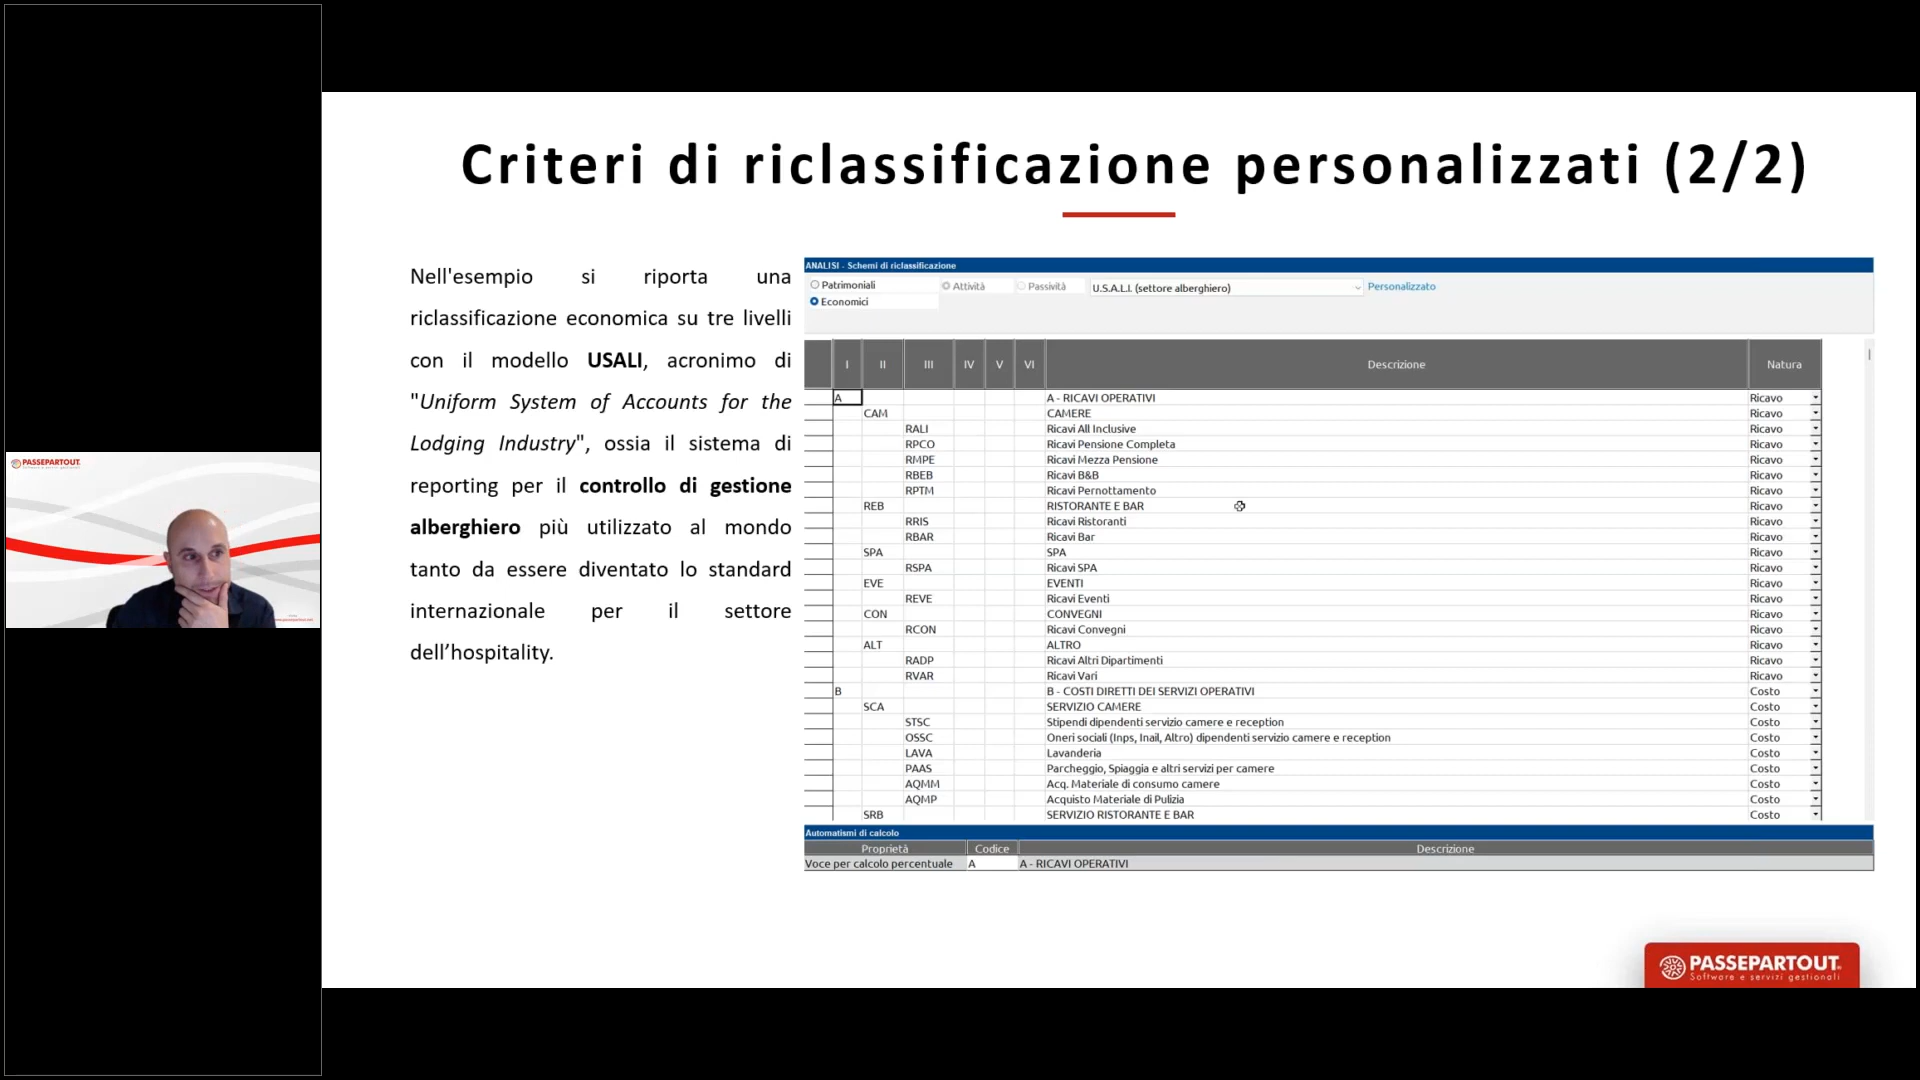 PASSEPARTOUT
Criteri di riclassificazione personalizzati (2/2)
Nell'esempio si riporta una
riclassificazione economica su tre livelli
con il modello USALI, acronimo di
"Uniform System of Accounts for the
Lodging Industry", ossia il sistema di
reporting per il controllo di gestione
alberghiero più utilizzato al mondo
tanto da essere diventato lo standard
internazionale per il settore
dell’hospitality.
ANALISI - Schemi di riclassificazione
Patrimoniali Attività Passività U.S.A.L.I. (settore alberghiero) Personalizzato
Economici
I II III IV V VI Descrizione Natura
A A - RICAVI OPERATIVI Ricavo
CAM CAMERE Ricavo
RALI Ricavi All Inclusive Ricavo
RPCO Ricavi Pensione Completa Ricavo
RMPE Ricavi Mezza Pensione Ricavo
RBEB Ricavi B&B Ricavo
RPTM Ricavi Pernottamento Ricavo
REB RISTORANTE E BAR Ricavo
RRIS Ricavi Ristoranti Ricavo
RBAR Ricavi Bar Ricavo
SPA SPA Ricavo
RSPA Ricavi SPA Ricavo
EVE EVENTI Ricavo
REVE Ricavi Eventi Ricavo
CON CONVEGNI Ricavo
RCON Ricavi Convegni Ricavo
ALT ALTRO Ricavo
RADP Ricavi Altri Dipartimenti Ricavo
RVAR Ricavi Vari Ricavo
B B - COSTI DIRETTI DEI SERVIZI OPERATIVI Costo
SCA SERVIZIO CAMERE Costo
STSC Stipendi dipendenti servizio camere e reception Costo
OSSC Oneri sociali (Inps, Inail, Altro) dipendenti servizio camere e reception Costo
LAVA Lavanderia Costo
PAAS Parcheggio, Spiaggia e altri servizi per camere Costo
AQMM Acq. Materiale di consumo camere Costo
AQMP Acquisto Materiale di Pulizia Costo
SRB SERVIZIO RISTORANTE E BAR Costo
Automatismi di calcolo
Proprietà Codice Descrizione
Voce per calcolo percentuale A A - RICAVI OPERATIVI
PASSEPARTOUT
Software e servizi gestionali